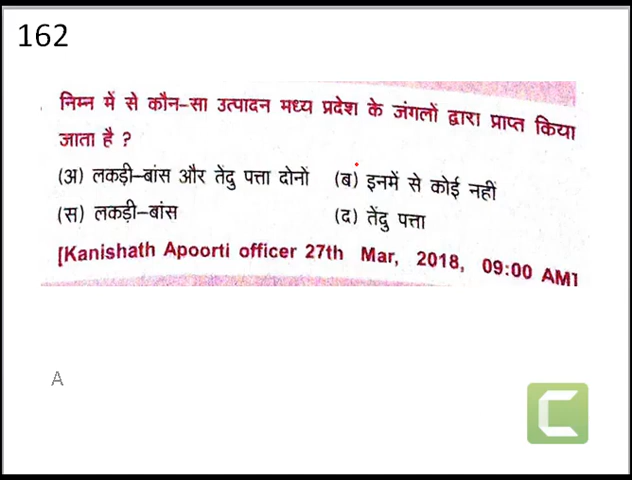 162
निम्न में से कौन-सा उत्पादन मध्य प्रदेश के जंगलों द्वारा प्राप्त किया
जाता है ?
(अ) लकड़ी-बांस और तेंदु पत्ता दोनों (ब) इनमें से कोई नहीं
(स) लकड़ी-बांस (द) तेंदु पत्ता
[Kanishath Apoorti officer 27th Mar, 2018, 09:00 AM]
A